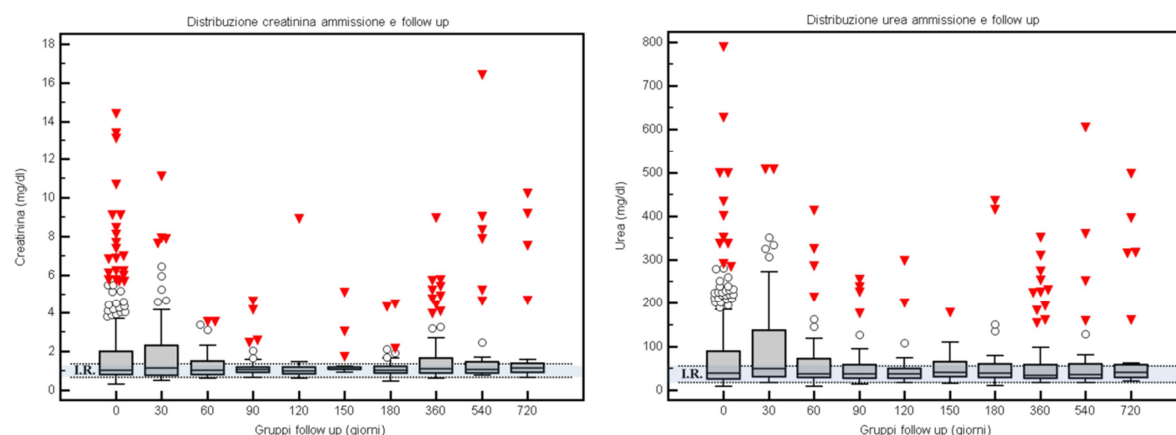 Distribuzione creatinina ammissione e follow up
18
16
14
12
10
8
6
4
2
0
Creatinina (mg/dl)
I.R.
0 30 60 90 120 150 180 360 540 720
Gruppi follow up (giorni)
Distribuzione urea ammissione e follow up
800
700
600
500
400
300
200
100
0
Urea (mg/dl)
I.R.
0 30 60 90 120 150 180 360 540 720
Gruppi follow up (giorni)